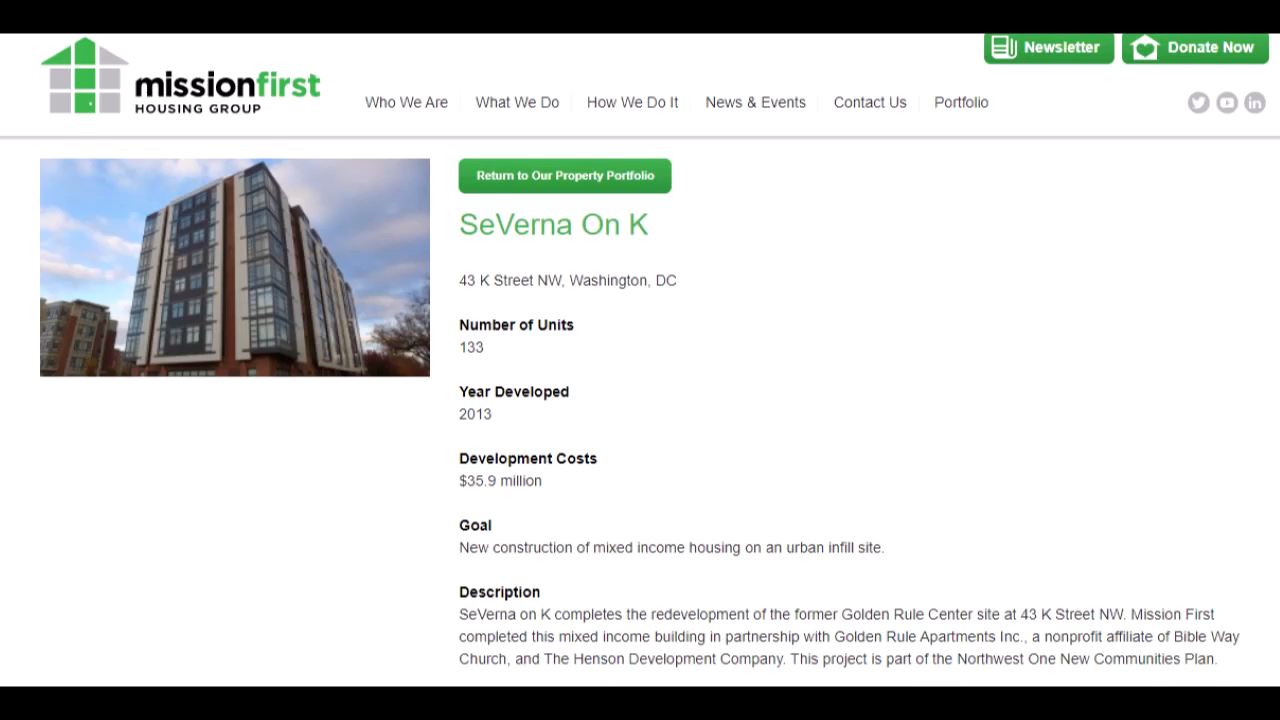 Newsletter
Donate Now
missionfirst
HOUSING GROUP
Who We Are
What We Do
How We Do It
News & Events
Contact Us
Portfolio
Return to Our Property Portfolio
SeVerna On K
43 K Street NW, Washington, DC
Number of Units
133
Year Developed
2013
Development Costs
$35.9 million
Goal
New construction of mixed income housing on an urban infill site.
Description
SeVerna on K completes the redevelopment of the former Golden Rule Center site at 43 K Street NW. Mission First
completed this mixed income building in partnership with Golden Rule Apartments Inc., a nonprofit affiliate of Bible Way
Church, and The Henson Development Company. This project is part of the Northwest One New Communities Plan.